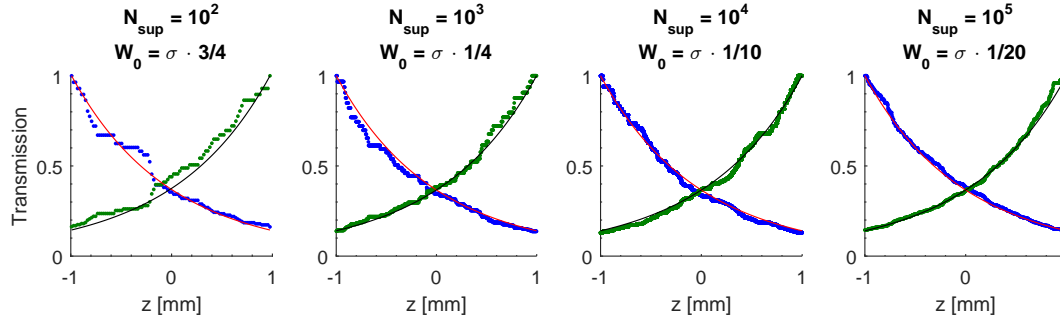 N_sup = 10^2
W_0 = σ · 3/4
N_sup = 10^3
W_0 = σ · 1/4
N_sup = 10^4
W_0 = σ · 1/10
N_sup = 10^5
W_0 = σ · 1/20
Transmission
1
0.5
0
-1
0
1
z [mm]
1
0.5
0
-1
0
1
z [mm]
1
0.5
0
-1
0
1
z [mm]
1
0.5
0
-1
0
z [mm]